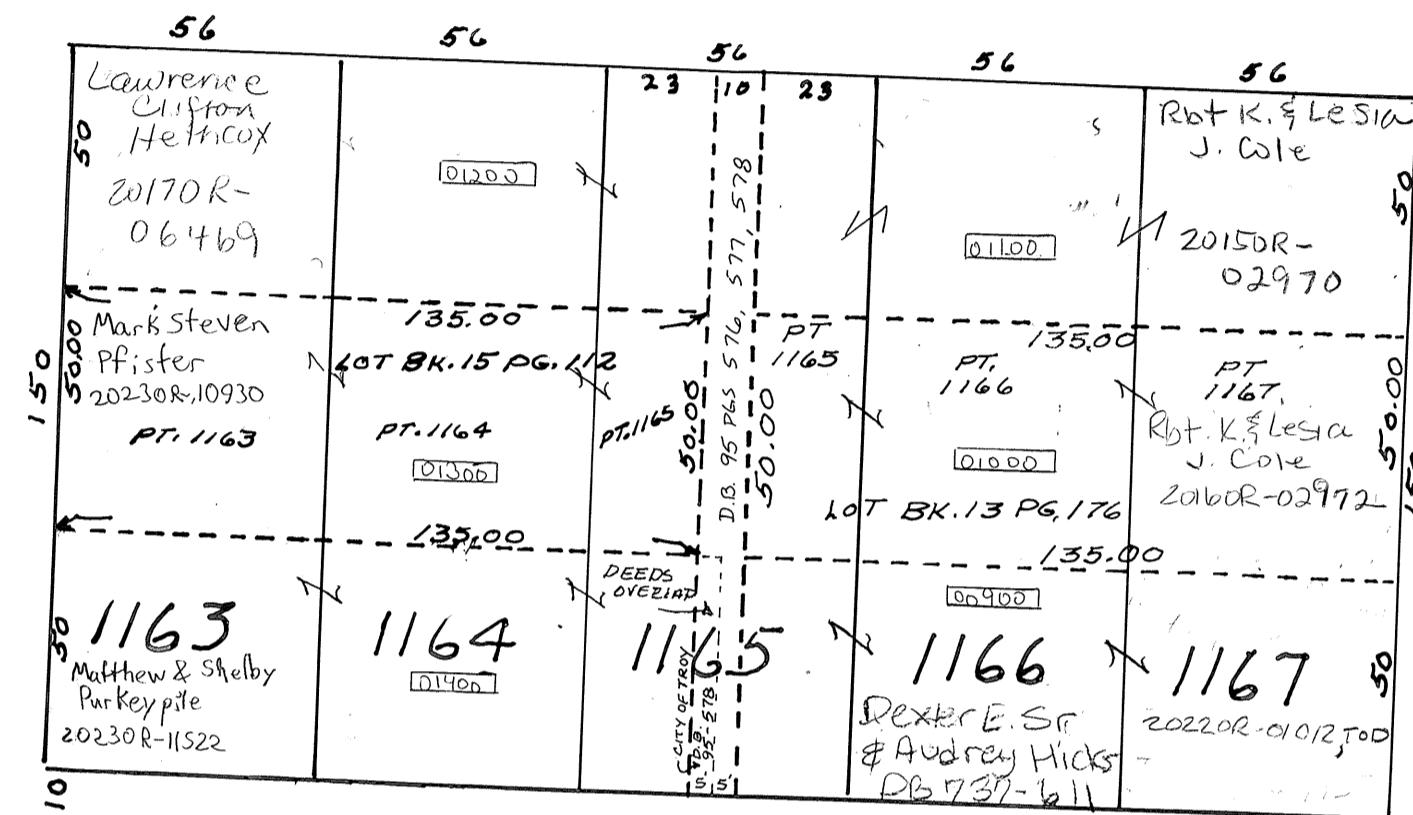 56
56
56
56
56
23
10
23
Lawrence
Clifton
Hethcox
20170R-
06469
50
01200
D.B. 95 PGS 576, 577, 578
01100
Rbt K. & Lesia
J. Cole
20150R-
02970
50
135.00
135.00
150
50.00
Mark Steven
Pfister
20230R-10930
PT. 1163
LOT BK. 15 PG. 112
PT. 1164
01300
PT. 1165
50.00
50.00
PT
1165
PT.
1166
01000
LOT BK. 13 PG. 176
PT
1167.
Rbt. K. & Lesia
J. Cole
20160R-02972
50.00
135.00
135.00
50
1163
Matthew & Shelby
Purkeypile
20230R-11522
10
1164
01400
DEEDS
OVERLAP
1165
CITY OF TROY
D.B.
95-578
5'
5'
00900
1166
Dexter E. Sr
& Audrey Hicks
DB 737-611
1167
20220R-01012, TOD
50